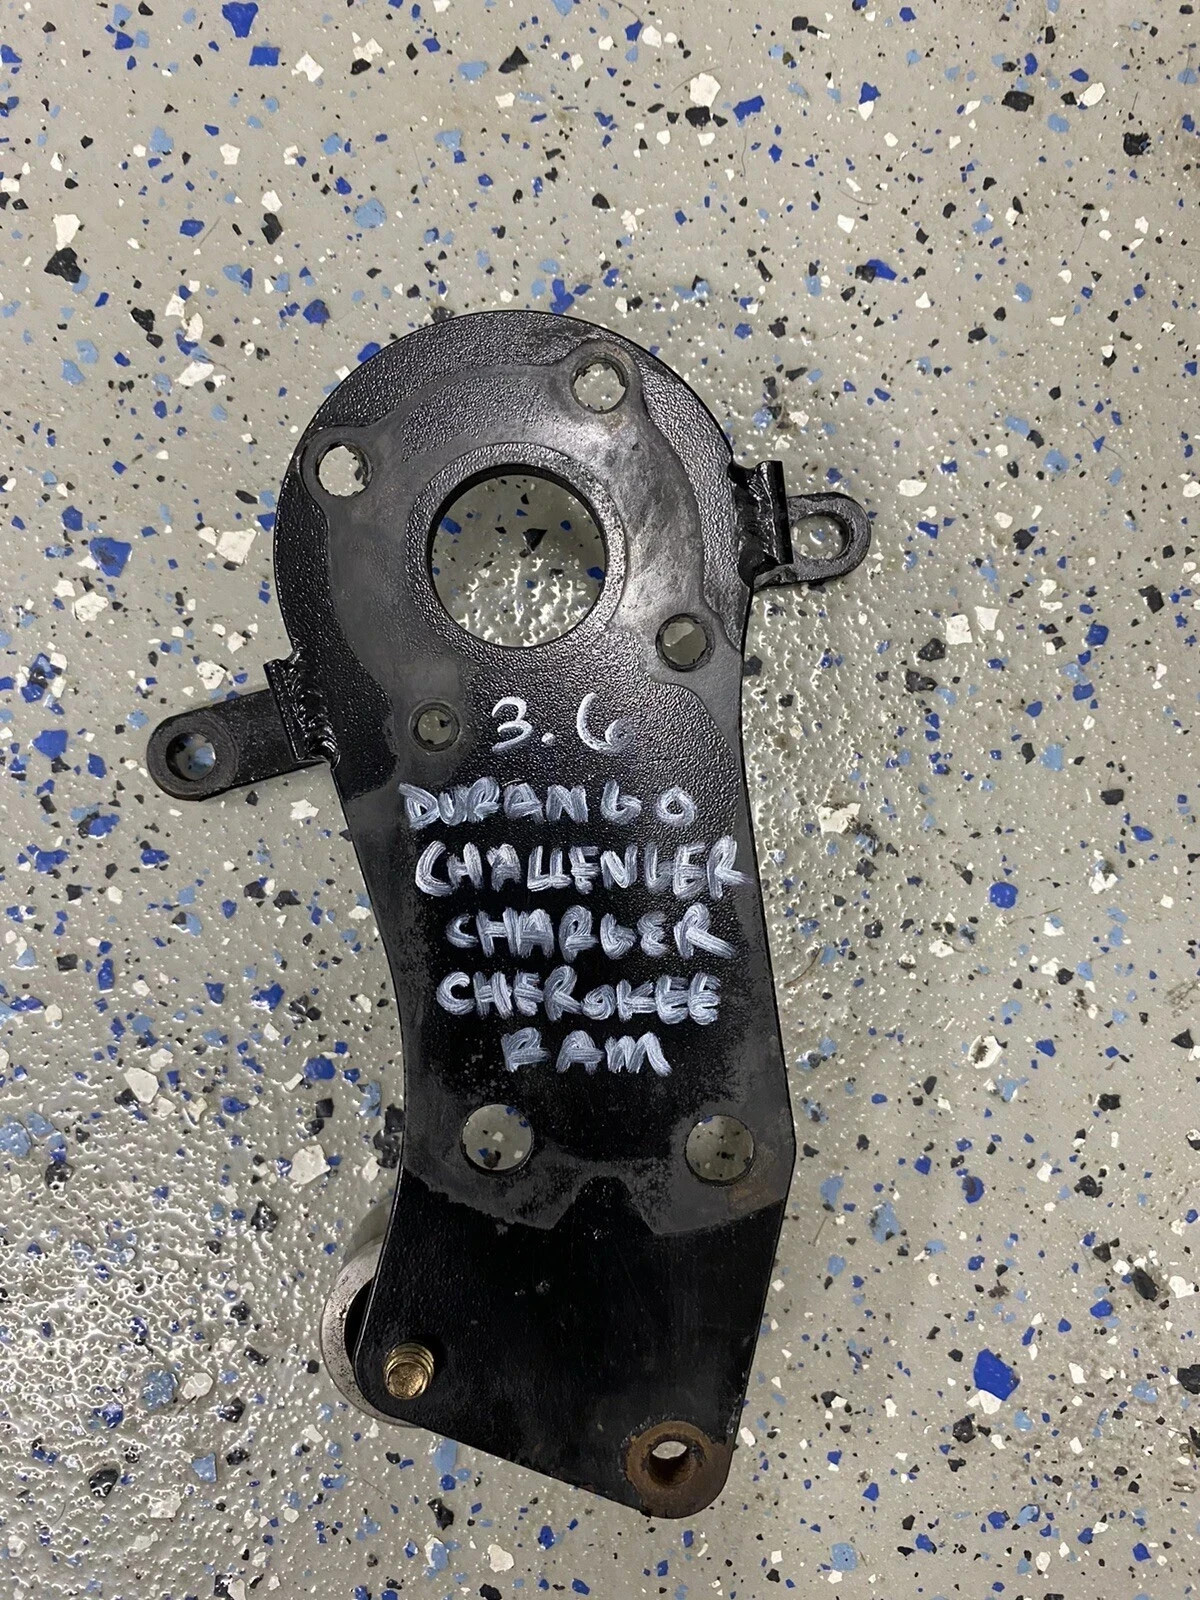 3.6
DURANGO
CHALLENGER
CHARGER
CHEROKEE
RAM